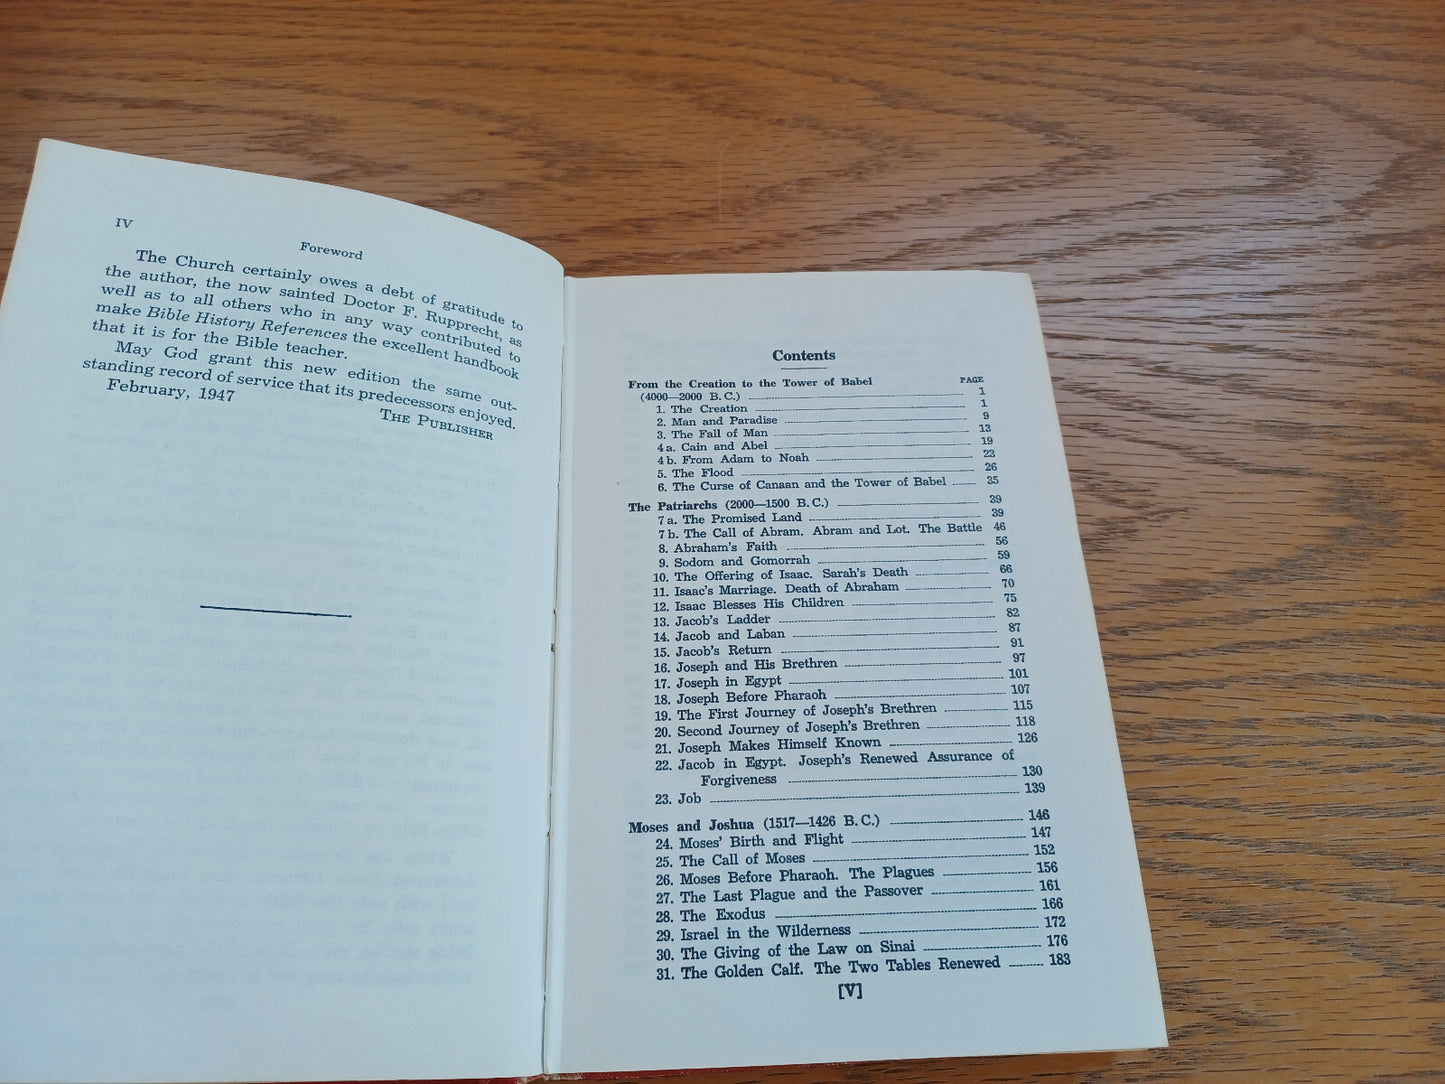 IV
Foreword
The Church certainly owes a debt of gratitude to
the author, the now sainted Doctor F. Rupprecht, as
well as to all others who in any way contributed to
make Bible History References the excellent handbook
that it is for the Bible teacher.
May God grant this new edition the same out-
standing record of service that its predecessors enjoyed.
February, 1947
THE PUBLISHER
Contents
PAGE
From the Creation to the Tower of Babel
(4000—2000 B.C.) 1
1. The Creation 1
2. Man and Paradise 9
3. The Fall of Man 13
4 a. Cain and Abel 19
4 b. From Adam to Noah 23
5. The Flood 26
6. The Curse of Canaan and the Tower of Babel 35
The Patriarchs (2000—1500 B.C.) 39
7 a. The Promised Land 39
7 b. The Call of Abram. Abram and Lot. The Battle 46
8. Abraham's Faith 56
9. Sodom and Gomorrah 59
10. The Offering of Isaac. Sarah's Death 66
11. Isaac's Marriage. Death of Abraham 70
12. Isaac Blesses His Children 75
13. Jacob's Ladder 82
14. Jacob and Laban 87
15. Jacob's Return 91
16. Joseph and His Brethren 97
17. Joseph in Egypt 101
18. Joseph Before Pharaoh 107
19. The First Journey of Joseph's Brethren 115
20. Second Journey of Joseph's Brethren 118
21. Joseph Makes Himself Known 126
22. Jacob in Egypt. Joseph's Renewed Assurance of
Forgiveness 130
23. Job 139
Moses and Joshua (1517—1426 B.C.) 146
24. Moses' Birth and Flight 147
25. The Call of Moses 152
26. Moses Before Pharaoh. The Plagues 156
27. The Last Plague and the Passover 161
28. The Exodus 166
29. Israel in the Wilderness 172
30. The Giving of the Law on Sinai 176
31. The Golden Calf. The Two Tables Renewed 183
[V]